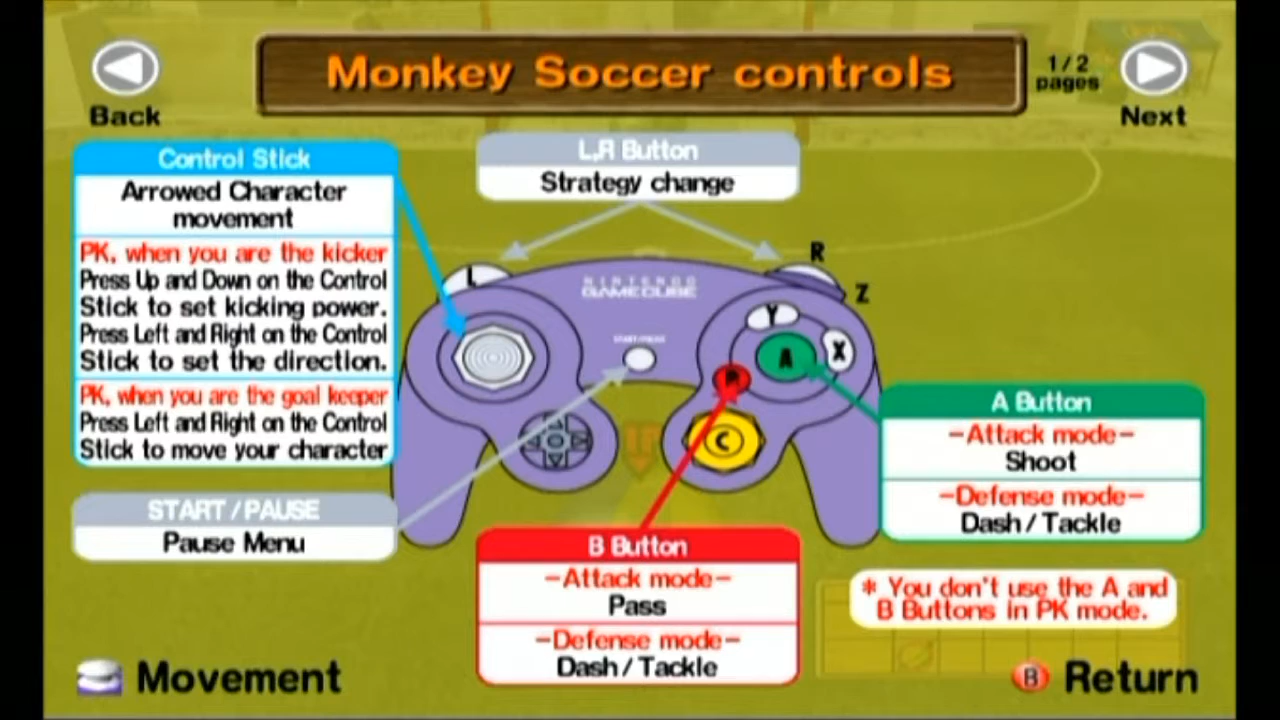 Monkey Soccer controls
1/2
pages
Back
Next
Control Stick
Arrowed Character
movement
PK, when you are the kicker
Press Up and Down on the Control
Stick to set kicking power.
Press Left and Right on the Control
Stick to set the direction.
PK, when you are the goal keeper
Press Left and Right on the Control
Stick to move your character
L,R Button
Strategy change
L
R
Z
NINTENDO
GAMECUBE
START/PAUSE
Y
X
A
B
C
START/PAUSE
Pause Menu
A Button
-Attack mode-
Shoot
-Defense mode-
Dash/Tackle
B Button
-Attack mode-
Pass
-Defense mode-
Dash/Tackle
* You don't use the A and
B Buttons in PK mode.
Movement
B Return